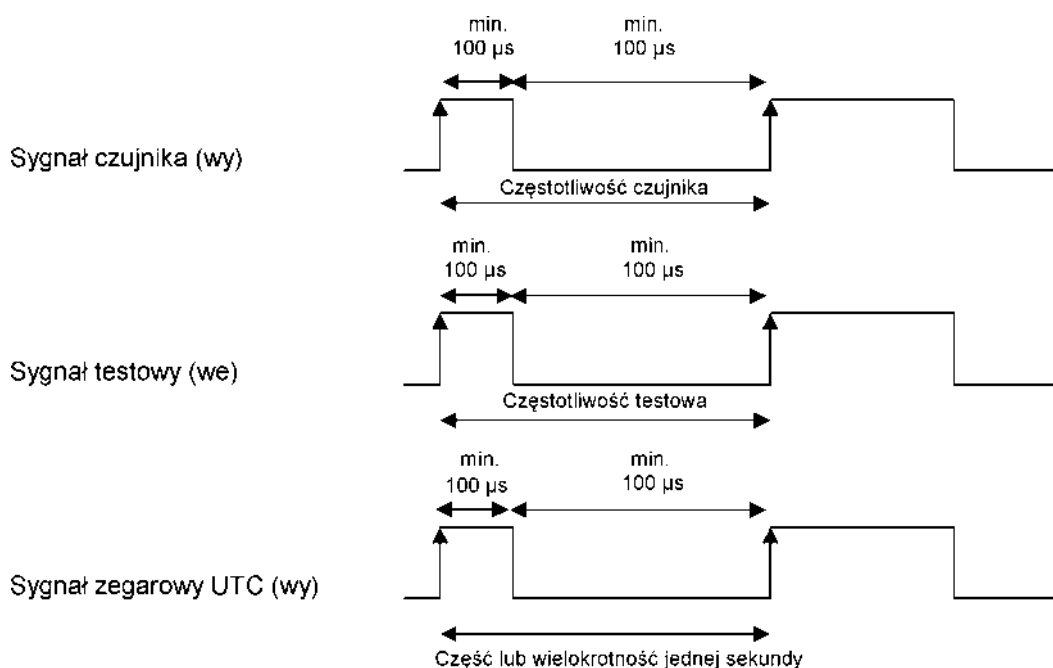 min.
100 µs
min.
100 µs
Sygnał czujnika (wy)
Częstotliwość czujnika
min.
100 µs
min.
100 µs
Sygnał testowy (we)
Częstotliwość testowa
min.
100 µs
min.
100 µs
Sygnał zegarowy UTC (wy)
Część lub wielokrotność jednej sekundy